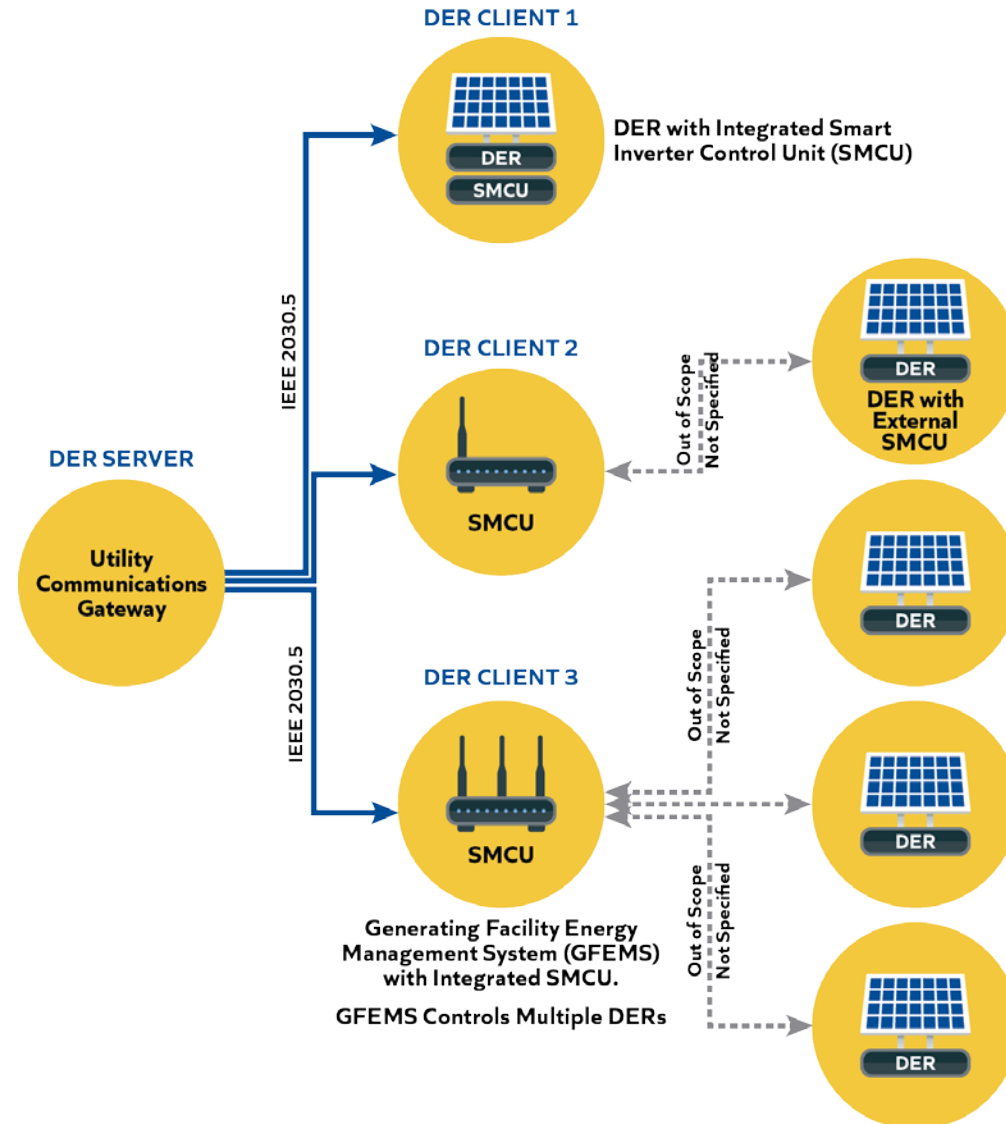 DER CLIENT 1
DER
SMCU
DER with Integrated Smart
Inverter Control Unit (SMCU)
IEEE 2030.5
DER CLIENT 2
SMCU
Out of Scope
Not Specified
DER
DER with
External
SMCU
DER SERVER
Utility
Communications
Gateway
IEEE 2030.5
DER CLIENT 3
SMCU
Generating Facility Energy
Management System (GFEMS)
with Integrated SMCU.
GFEMS Controls Multiple DERs
Out of Scope
Not Specified
Out of Scope
Not Specified
DER
DER
DER